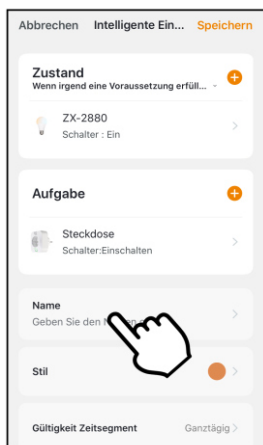 Abbrechen Intelligente Ein... Speichern
Zustand
Wenn irgend eine Voraussetzung erfüll...
ZX-2880
Schalter : Ein
Aufgabe
Steckdose
Schalter:Einschalten
Name
Geben Sie den
Stil
Gültigkeit Zeitsegment Ganztägig